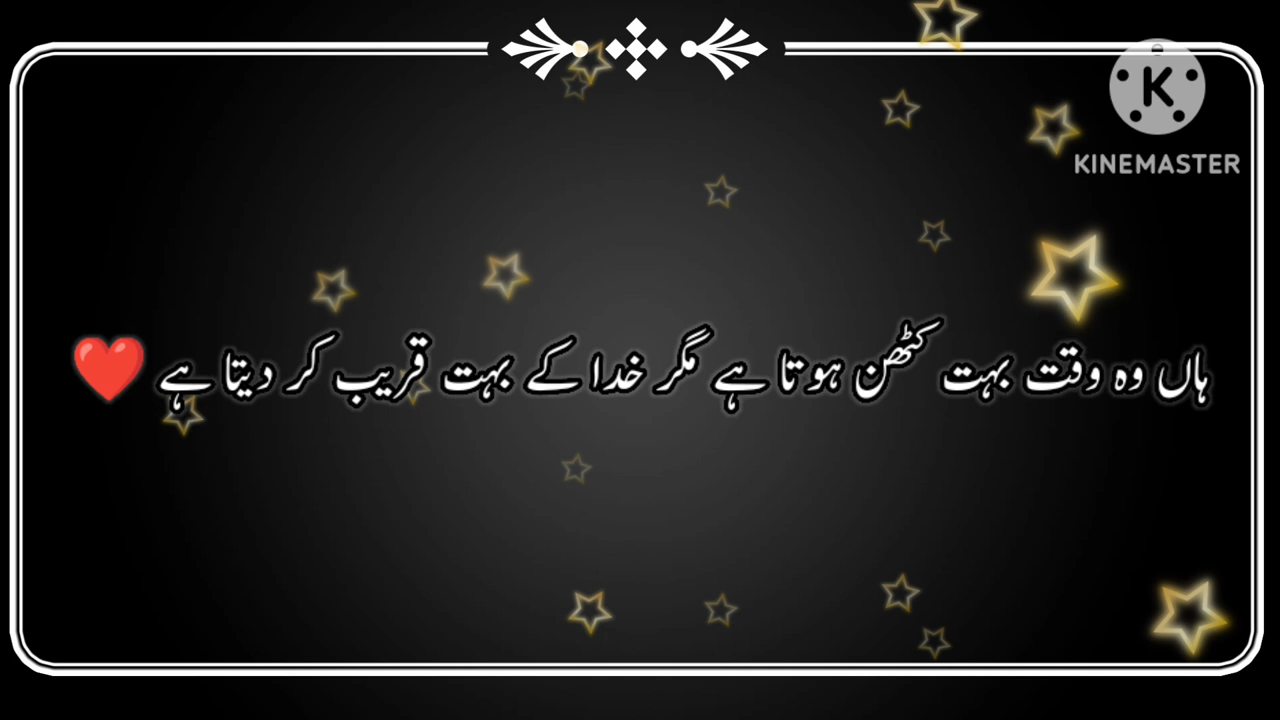 KINEMASTER
ہاں وہ وقت بہت کٹھن ہوتا ہے مگر خدا کے بہت قریب کر دیتا ہے ❤️